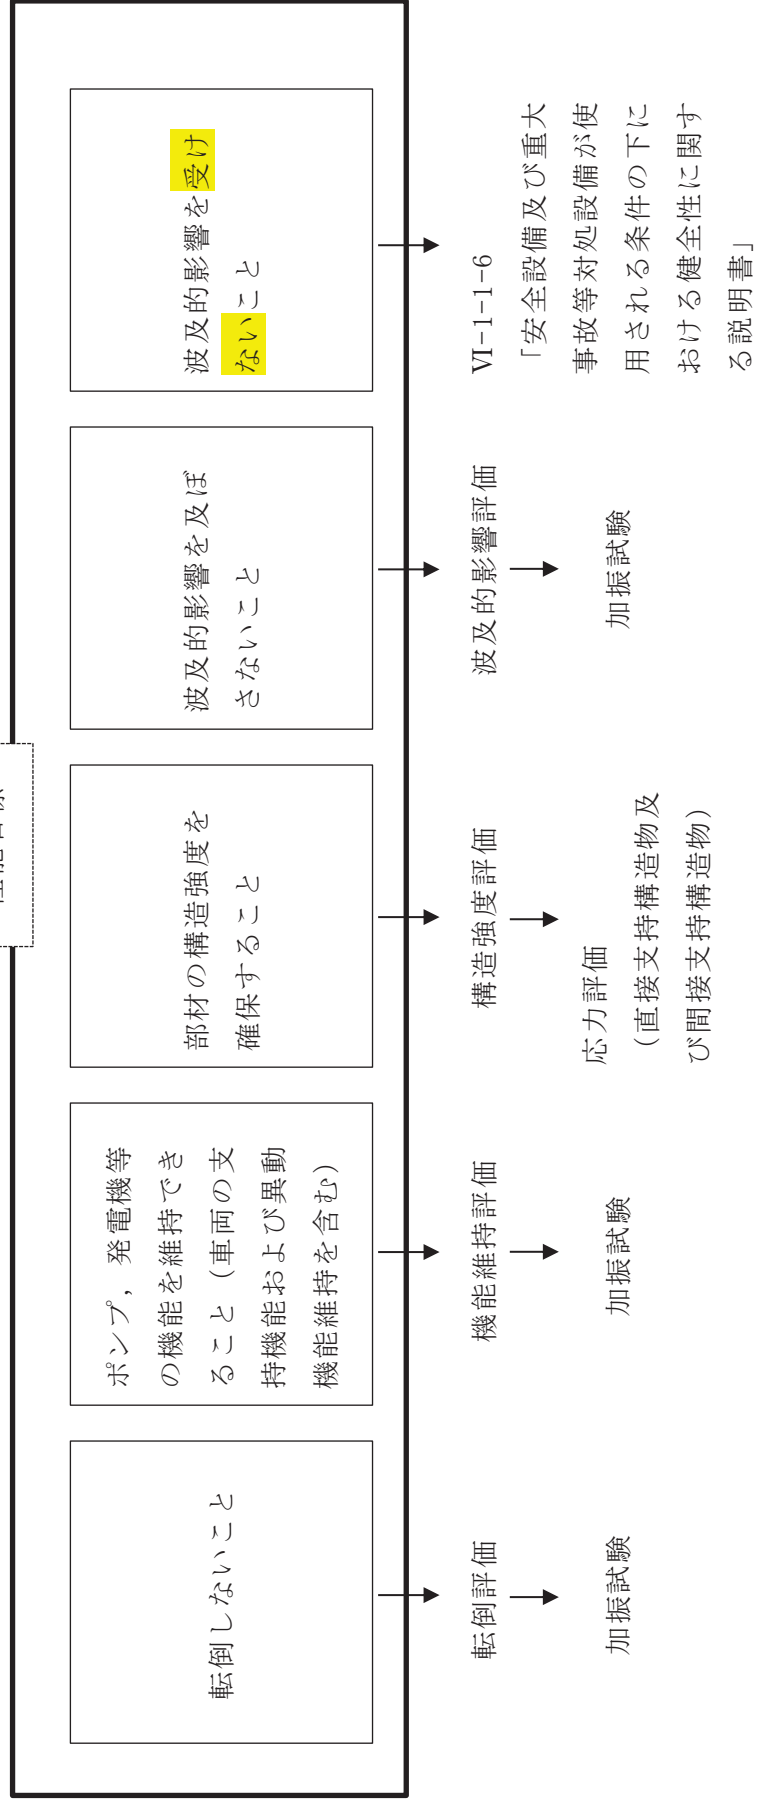 転倒しないこと
ポンプ，発電機等
の機能を維持でき
ること（車両の支
持機能および異動
機能維持を含む）
部材の構造強度を
確保すること
波及的影響を及ぼ
さないこと
波及的影響を受け
ないこと
転倒評価
加振試験
機能維持評価
加振試験
構造強度評価
応力評価
（直接支持構造物及
び間接支持構造物）
波及的影響評価
加振試験
Ⅵ-1-1-6
「安全設備及び重大
事故等対処設備が使
用される条件の下に
おける健全性に関す
る説明書」